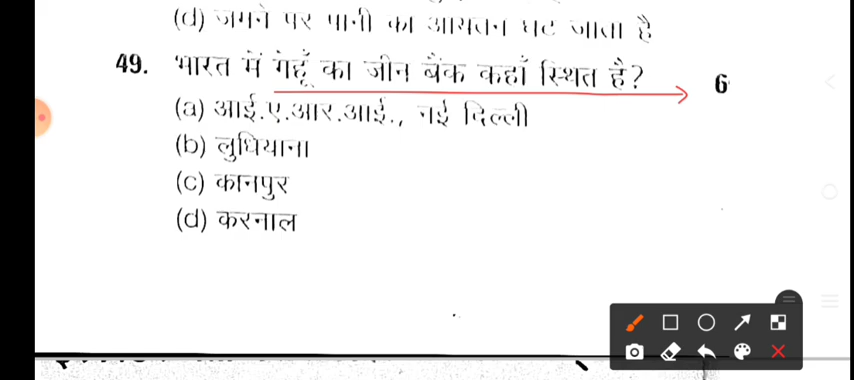 (d) जमने पर पानी का आयतन घट जाता है
49. भारत में गेहूँ का जीन बैंक कहाँ स्थित है?
6
(a) आई.ए.आर.आई., नई दिल्ली
(b) लुधियाना
(c) कानपुर
(d) करनाल